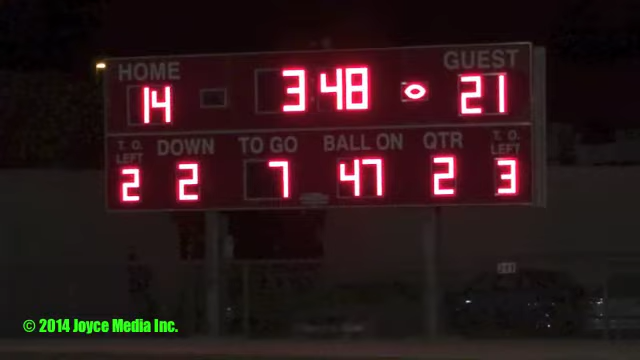 HOME 3 48 GUEST
14 21
T. O. LEFT DOWN TO GO BALL ON QTR T. O. LEFT
2 2 7 47 2 3
© 2014 Joyce Media Inc.